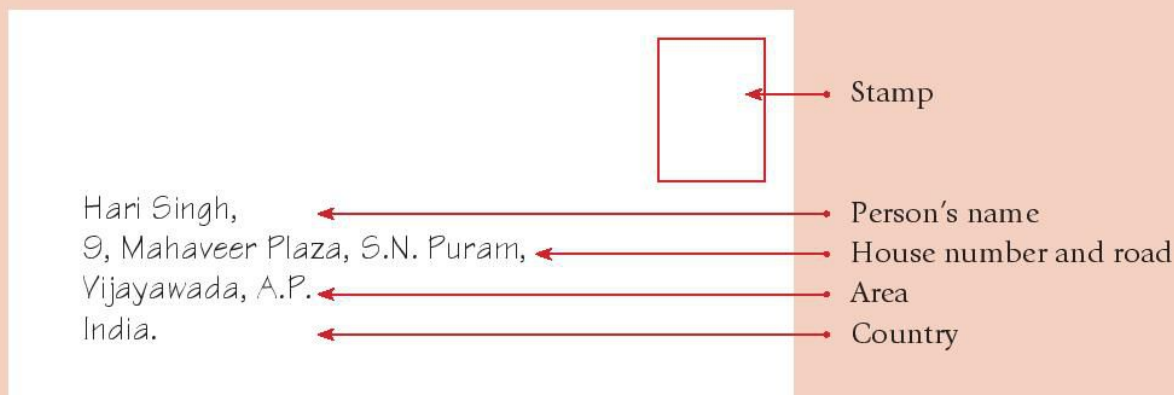 Stamp
Hari Singh,
Person's name
9, Mahaveer Plaza, S.N. Puram,
House number and road
Vijayawada, A.P.
Area
India.
Country